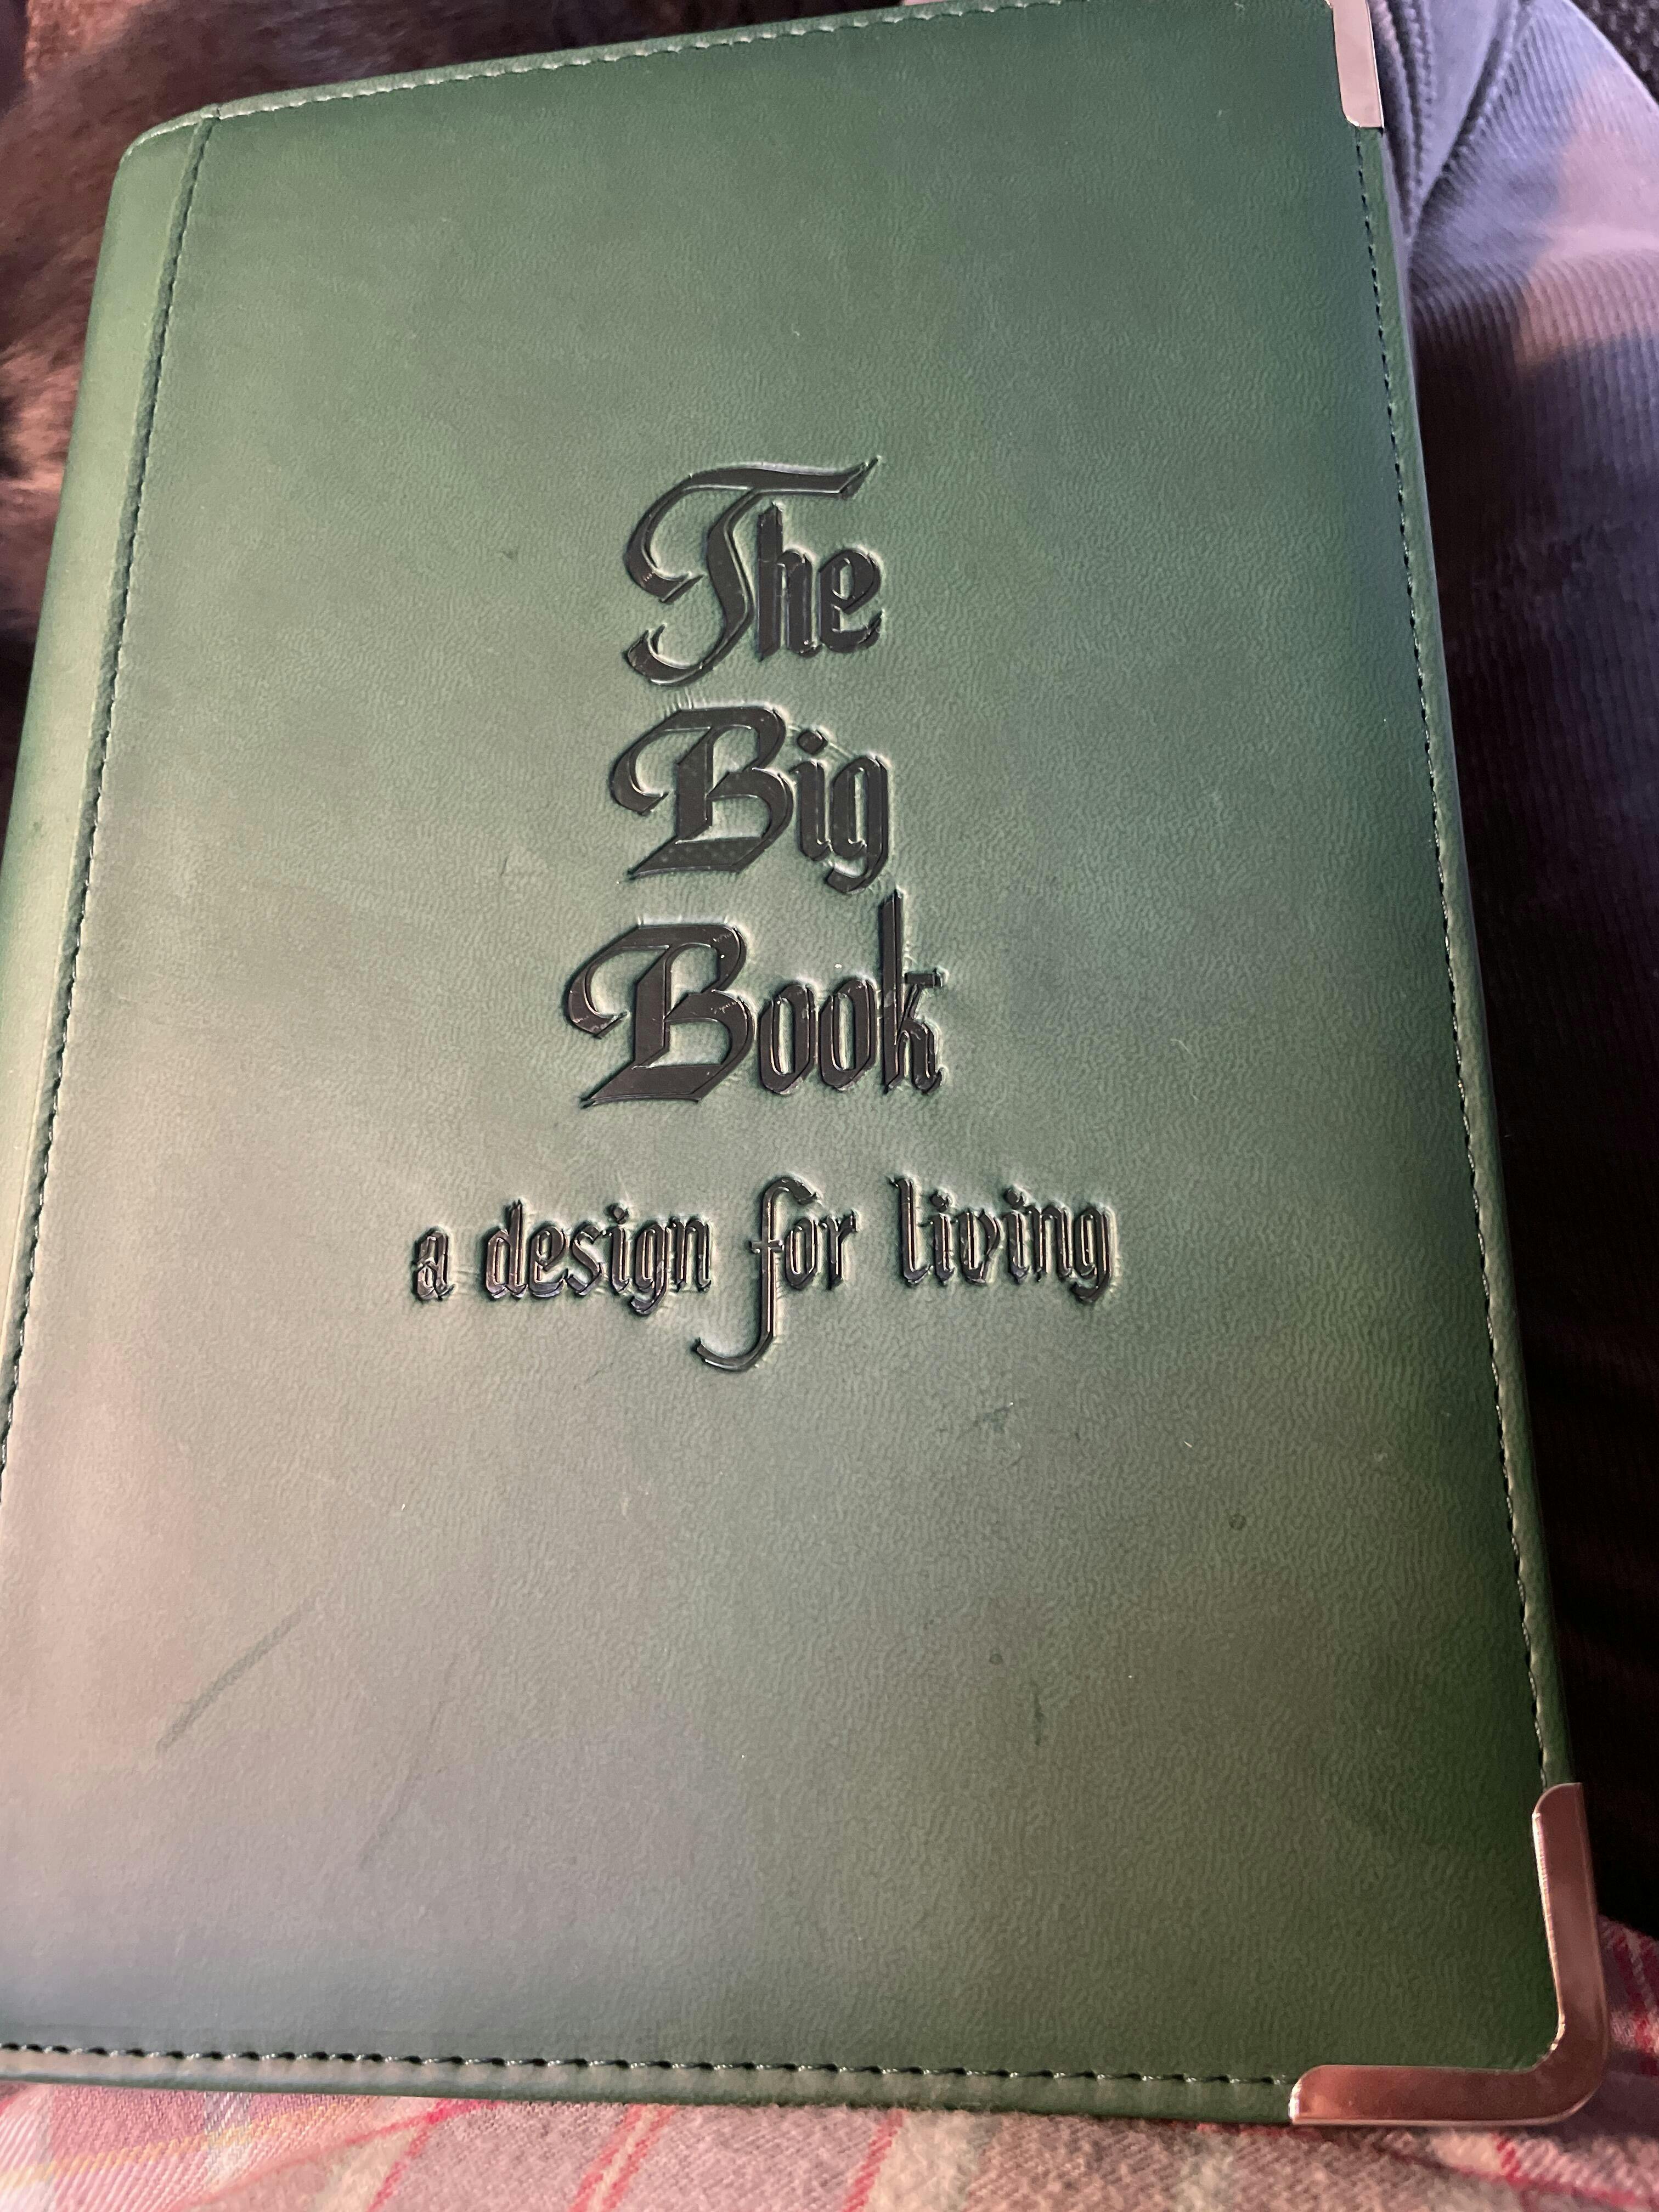 The
Big
Book
a design for living